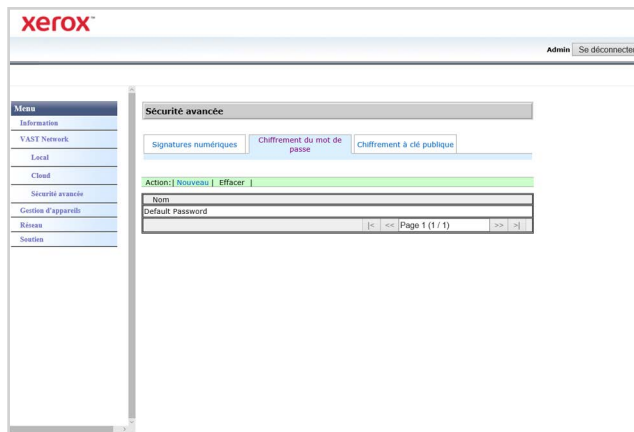 xerox™
Admin Se déconnecter
Menu
Information
VAST Network
Local
Cloud
Sécurité avancée
Gestion d'appareils
Réseau
Soutien
Sécurité avancée
Signatures numériques
Chiffrement du mot de
passe
Chiffrement à clé publique
Action:| Nouveau | Effacer |
Nom
Default Password
|< << Page 1 (1 / 1) >> >|